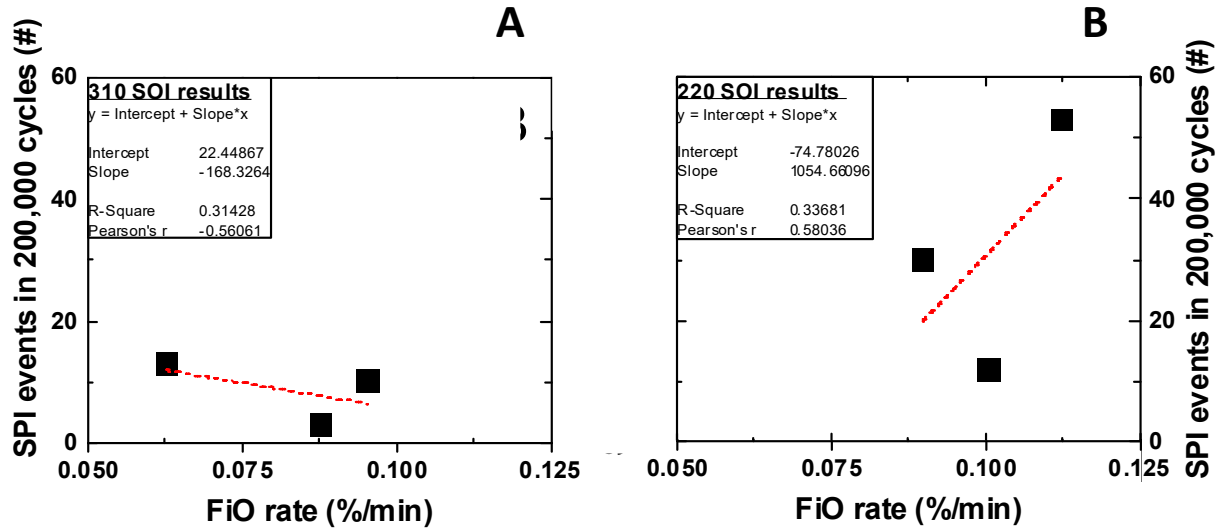 A
SPI events in 200,000 cycles (#)
60
40
20
0
310 SOI results
y = Intercept + Slope*x
Intercept 22.44867
Slope -168.3264
R-Square 0.31428
Pearson's r -0.56061
0.050 0.075 0.100 0.125
FiO rate (%/min)
B
220 SOI results
y = Intercept + Slope*x
Intercept -74.78026
Slope 1054.66096
R-Square 0.33681
Pearson's r 0.58036
60
40
20
0
SPI events in 200,000 cycles (#)
0.050 0.075 0.100 0.125
FiO rate (%/min)